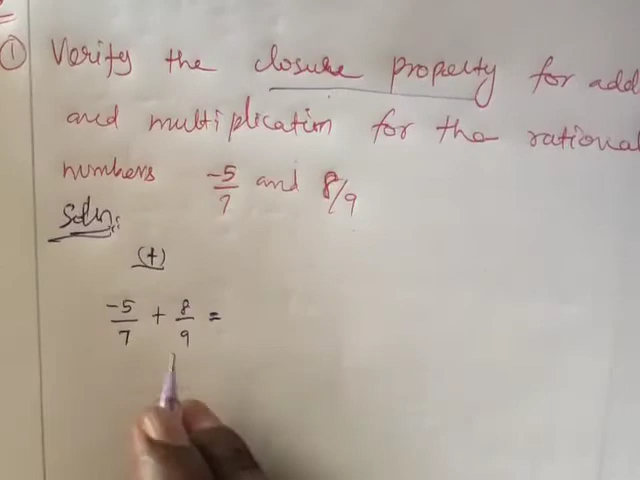 ① Verify the closure property for add
and multiplication for the rational
numbers -5/7 and 8/9
Soln:
(+)
-5/7 + 8/9 =